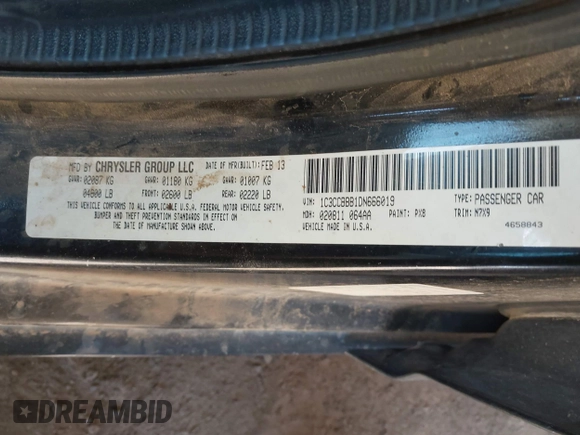 MFD BY CHRYSLER GROUP LLC DATE OF MFR(BUILT): FEB 13
GVWR: 02087 KG GAWR: 01180 KG GAWR: 01007 KG
04600 LB FRONT: 02600 LB REAR: 02220 LB
THIS VEHICLE CONFORMS TO ALL APPLICABLE U.S.A. FEDERAL MOTOR VEHICLE SAFETY,
BUMPER AND THEFT PREVENTION STANDARDS IN EFFECT ON
THE DATE OF MANUFACTURE SHOWN ABOVE.
VIN: 1C3CCBBB1DN666019 TYPE: PASSENGER CAR
MDH: 020811 064AA PAINT: PX8 TRIM: M7X9
VEHICLE MADE IN U.S.A. 4658843
DREAMBID